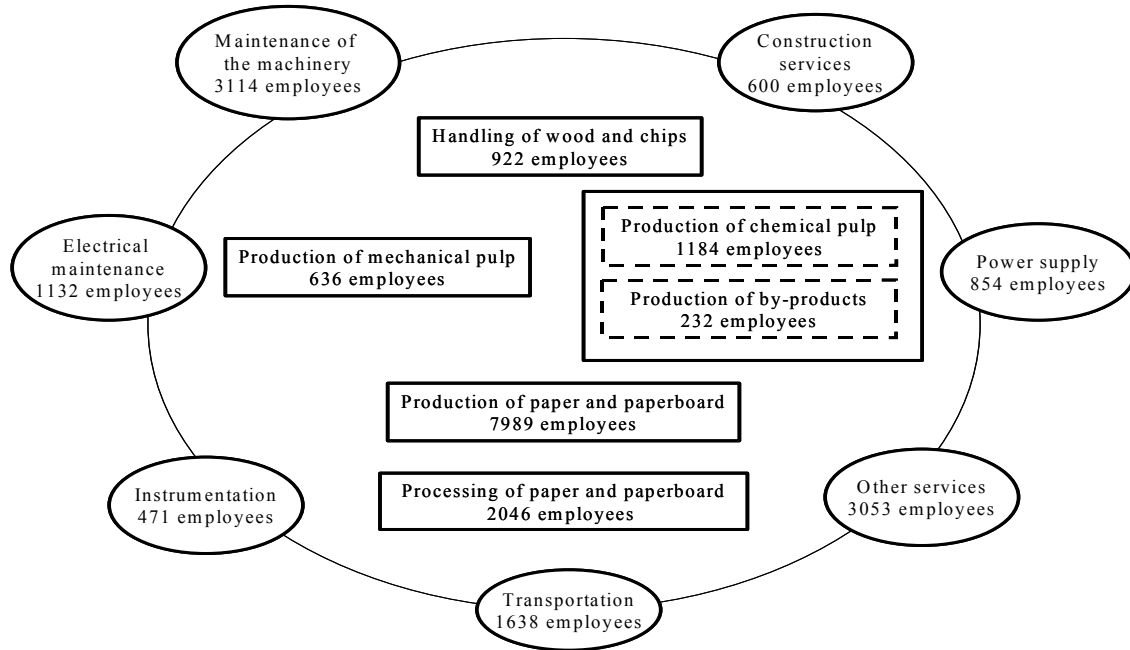 Maintenance of
the machinery
3114 employees
Construction
services
600 employees
Handling of wood and chips
922 employees
Production of chemical pulp
1184 employees
Electrical
maintenance
1132 employees
Production of mechanical pulp
636 employees
Power supply
854 employees
Production of by-products
232 employees
Production of paper and paperboard
7989 employees
Instrumentation
471 employees
Processing of paper and paperboard
2046 employees
Other services
3053 employees
Transportation
1638 employees